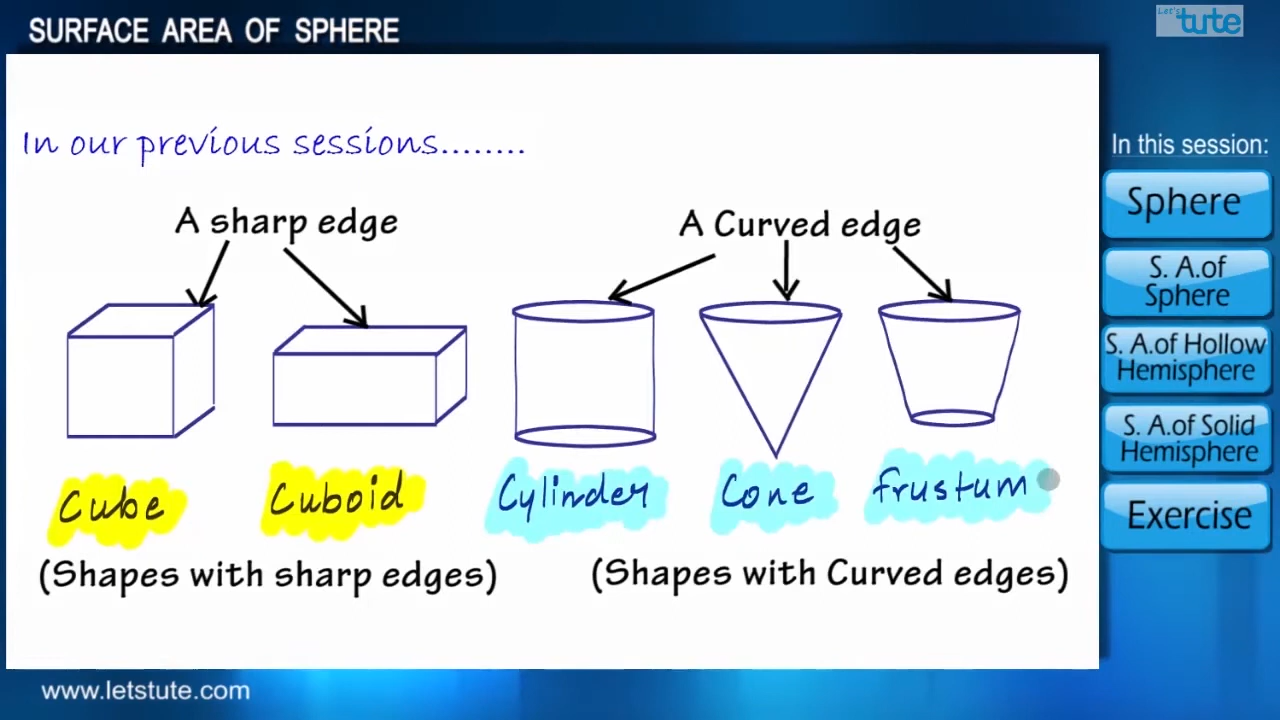 SURFACE AREA OF SPHERE
Let's
tute
In our previous sessions........
A sharp edge
A Curved edge
Cube
Cuboid
Cylinder
Cone
frustum
(Shapes with sharp edges)
(Shapes with Curved edges)
In this session:
Sphere
S. A.of
Sphere
S. A.of Hollow
Hemisphere
S. A.of Solid
Hemisphere
Exercise
www.letstute.com